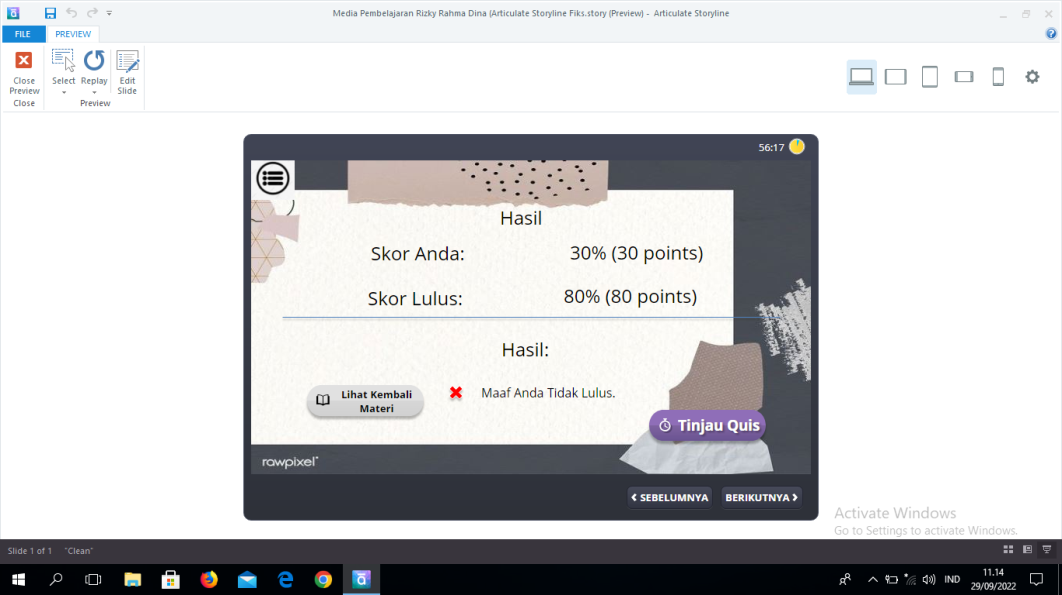 Media Pembelajaran Rizky Rahma Dina (Articulate Storyline Fiks.story (Preview) - Articulate Storyline
FILE
PREVIEW
Close Preview
Select
Replay
Edit Slide
Close
Preview
56:17
Hasil
Skor Anda: 30% (30 points)
Skor Lulus: 80% (80 points)
Hasil:
Lihat Kembali
Materi
Maaf Anda Tidak Lulus.
Tinjau Quis
rawpixel
SEBELUMNYA
BERIKUTNYA
Activate Windows
Go to Settings to activate Windows.
Slide 1 of 1 "Clean"
IND
11.14
29/09/2022